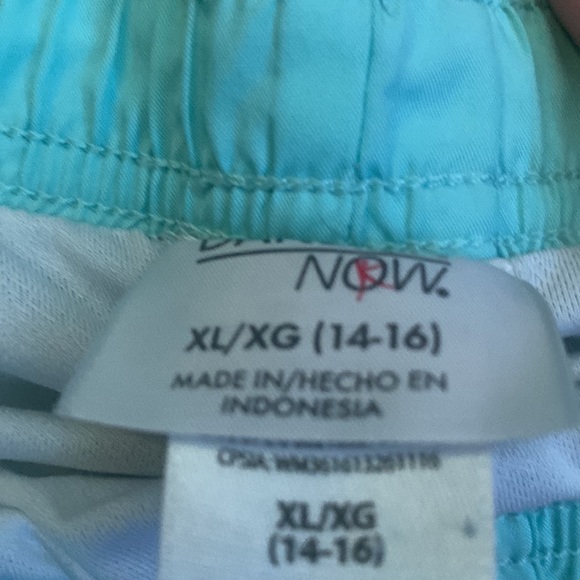 NOW.
XL/XG (14-16)
MADE IN/HECHO EN
INDONESIA
XL/XG
(14-16)